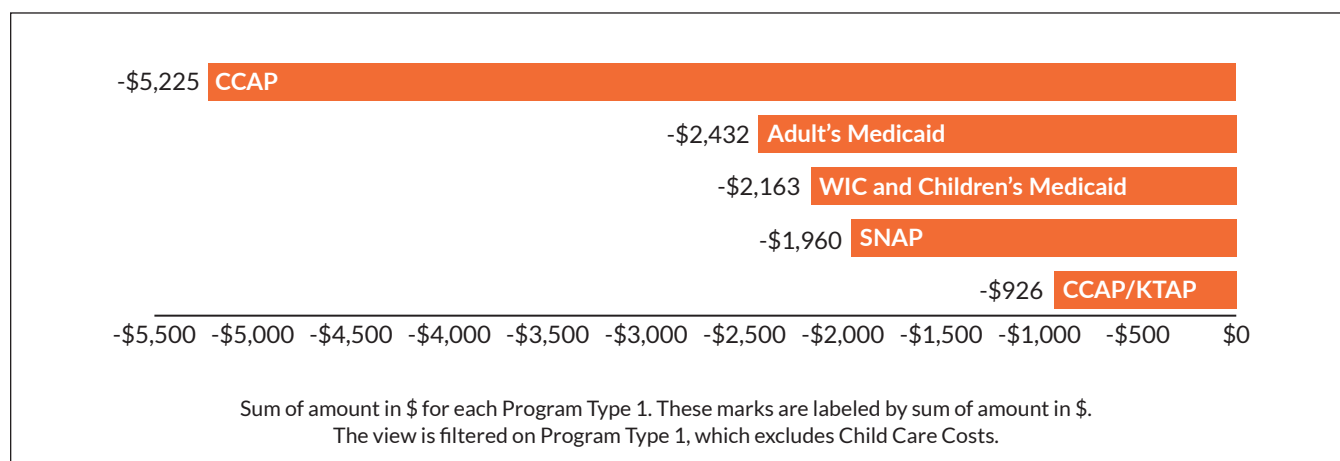 -$5,225 CCAP
-$2,432 Adult’s Medicaid
-$2,163 WIC and Children’s Medicaid
-$1,960 SNAP
-$926 CCAP/KTAP
-$5,500 -$5,000 -$4,500 -$4,000 -$3,500 -$3,000 -$2,500 -$2,000 -$1,500 -$1,000 -$500 $0
Sum of amount in $ for each Program Type 1. These marks are labeled by sum of amount in $.
The view is filtered on Program Type 1, which excludes Child Care Costs.